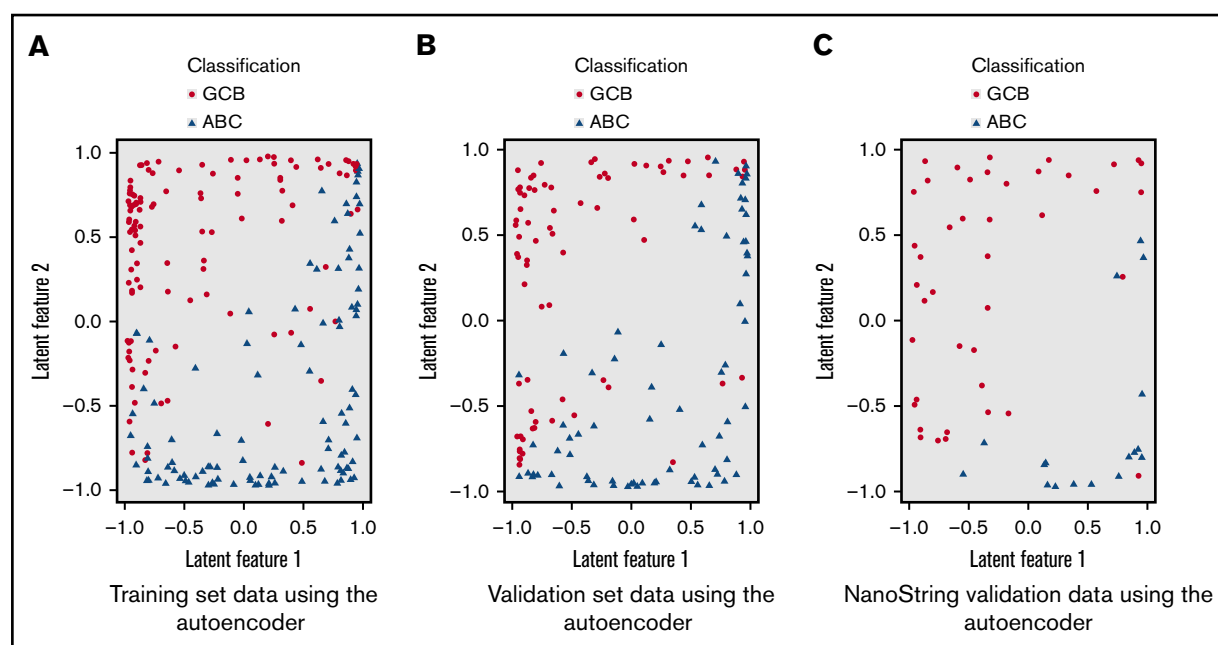 A
Classification
GCB
ABC
Latent feature 2
1.0
0.5
0.0
−0.5
−1.0
−1.0 −0.5 0.0 0.5 1.0
Latent feature 1
Training set data using the
autoencoder
B
Classification
GCB
ABC
Latent feature 2
1.0
0.5
0.0
−0.5
−1.0
−1.0 −0.5 0.0 0.5 1.0
Latent feature 1
Validation set data using the
autoencoder
C
Classification
GCB
ABC
Latent feature 2
1.0
0.5
0.0
−0.5
−1.0
−1.0 −0.5 0.0 0.5 1.0
Latent feature 1
NanoString validation data using the
autoencoder